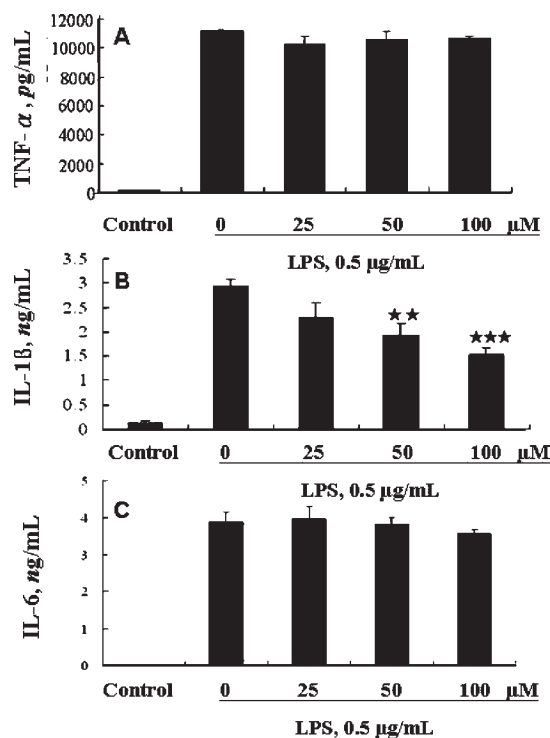 A
TNF-α, pg/mL
12000
10000
8000
6000
4000
2000
0
Control 0 25 50 100 µM
LPS, 0.5 µg/mL
B
IL-1ß, ng/mL
3.5
3
2.5
2
1.5
1
0.5
0
★★
★★★
Control 0 25 50 100 µM
LPS, 0.5 µg/mL
C
IL-6, ng/mL
5
4
3
2
1
0
Control 0 25 50 100 µM
LPS, 0.5 µg/mL